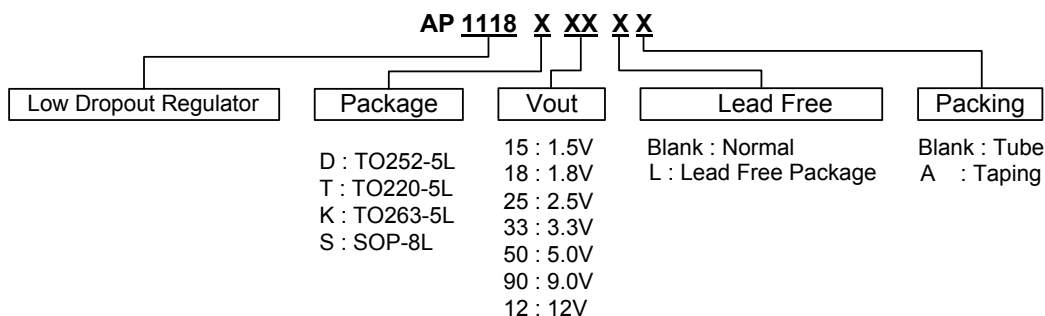 AP 1118 X XX X X
Low Dropout Regulator
Package
D : TO252-5L
T : TO220-5L
K : TO263-5L
S : SOP-8L
Vout
15 : 1.5V
18 : 1.8V
25 : 2.5V
33 : 3.3V
50 : 5.0V
90 : 9.0V
12 : 12V
Lead Free
Blank : Normal
L : Lead Free Package
Packing
Blank : Tube
A : Taping